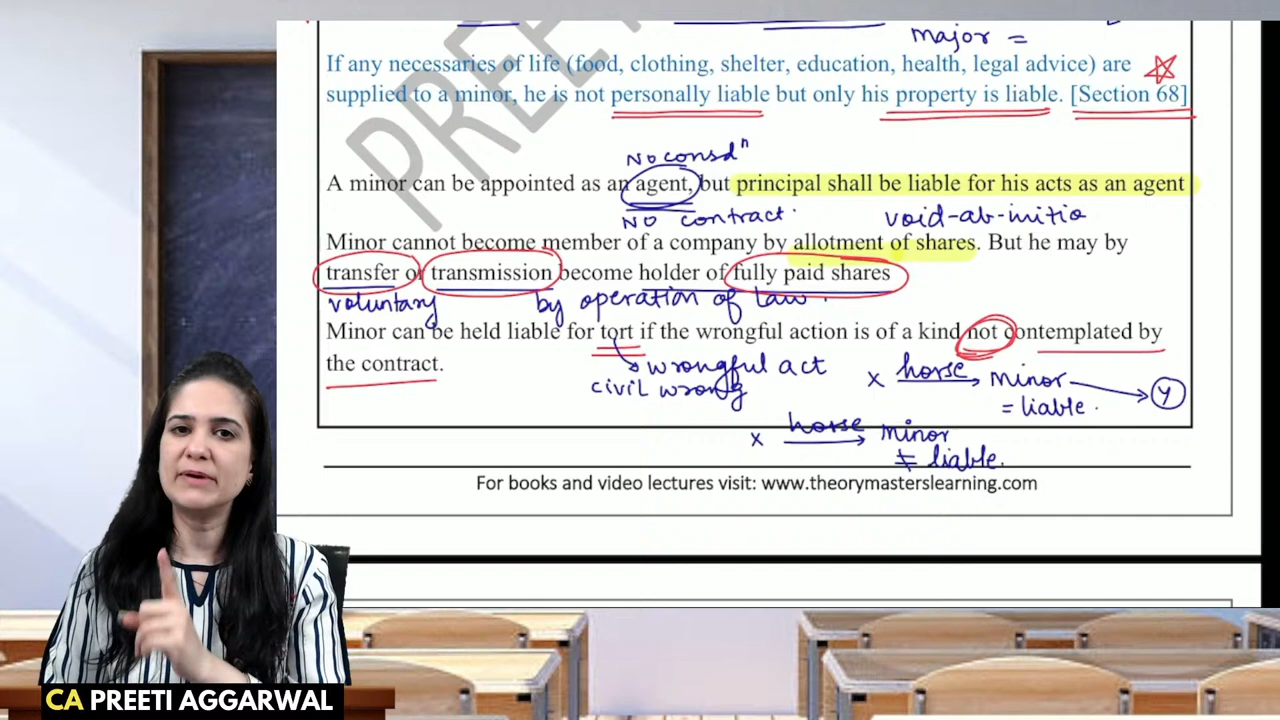 major =
If any necessaries of life (food, clothing, shelter, education, health, legal advice) are
supplied to a minor, he is not personally liable but only his property is liable. [Section 68]
No consdn
A minor can be appointed as an agent, but principal shall be liable for his acts as an agent
NO contract.
void-ab-initio
Minor cannot become member of a company by allotment of shares. But he may by
transfer or transmission become holder of fully paid shares
voluntary by operation of law.
Minor can be held liable for tort if the wrongful action is of a kind not contemplated by
the contract.
wrongful act
civil wrong
x horse minor y
= liable.
x horse minor
≠ liable.
For books and video lectures visit: www.theorymasterslearning.com
PREE
CA PREETI AGGARWAL